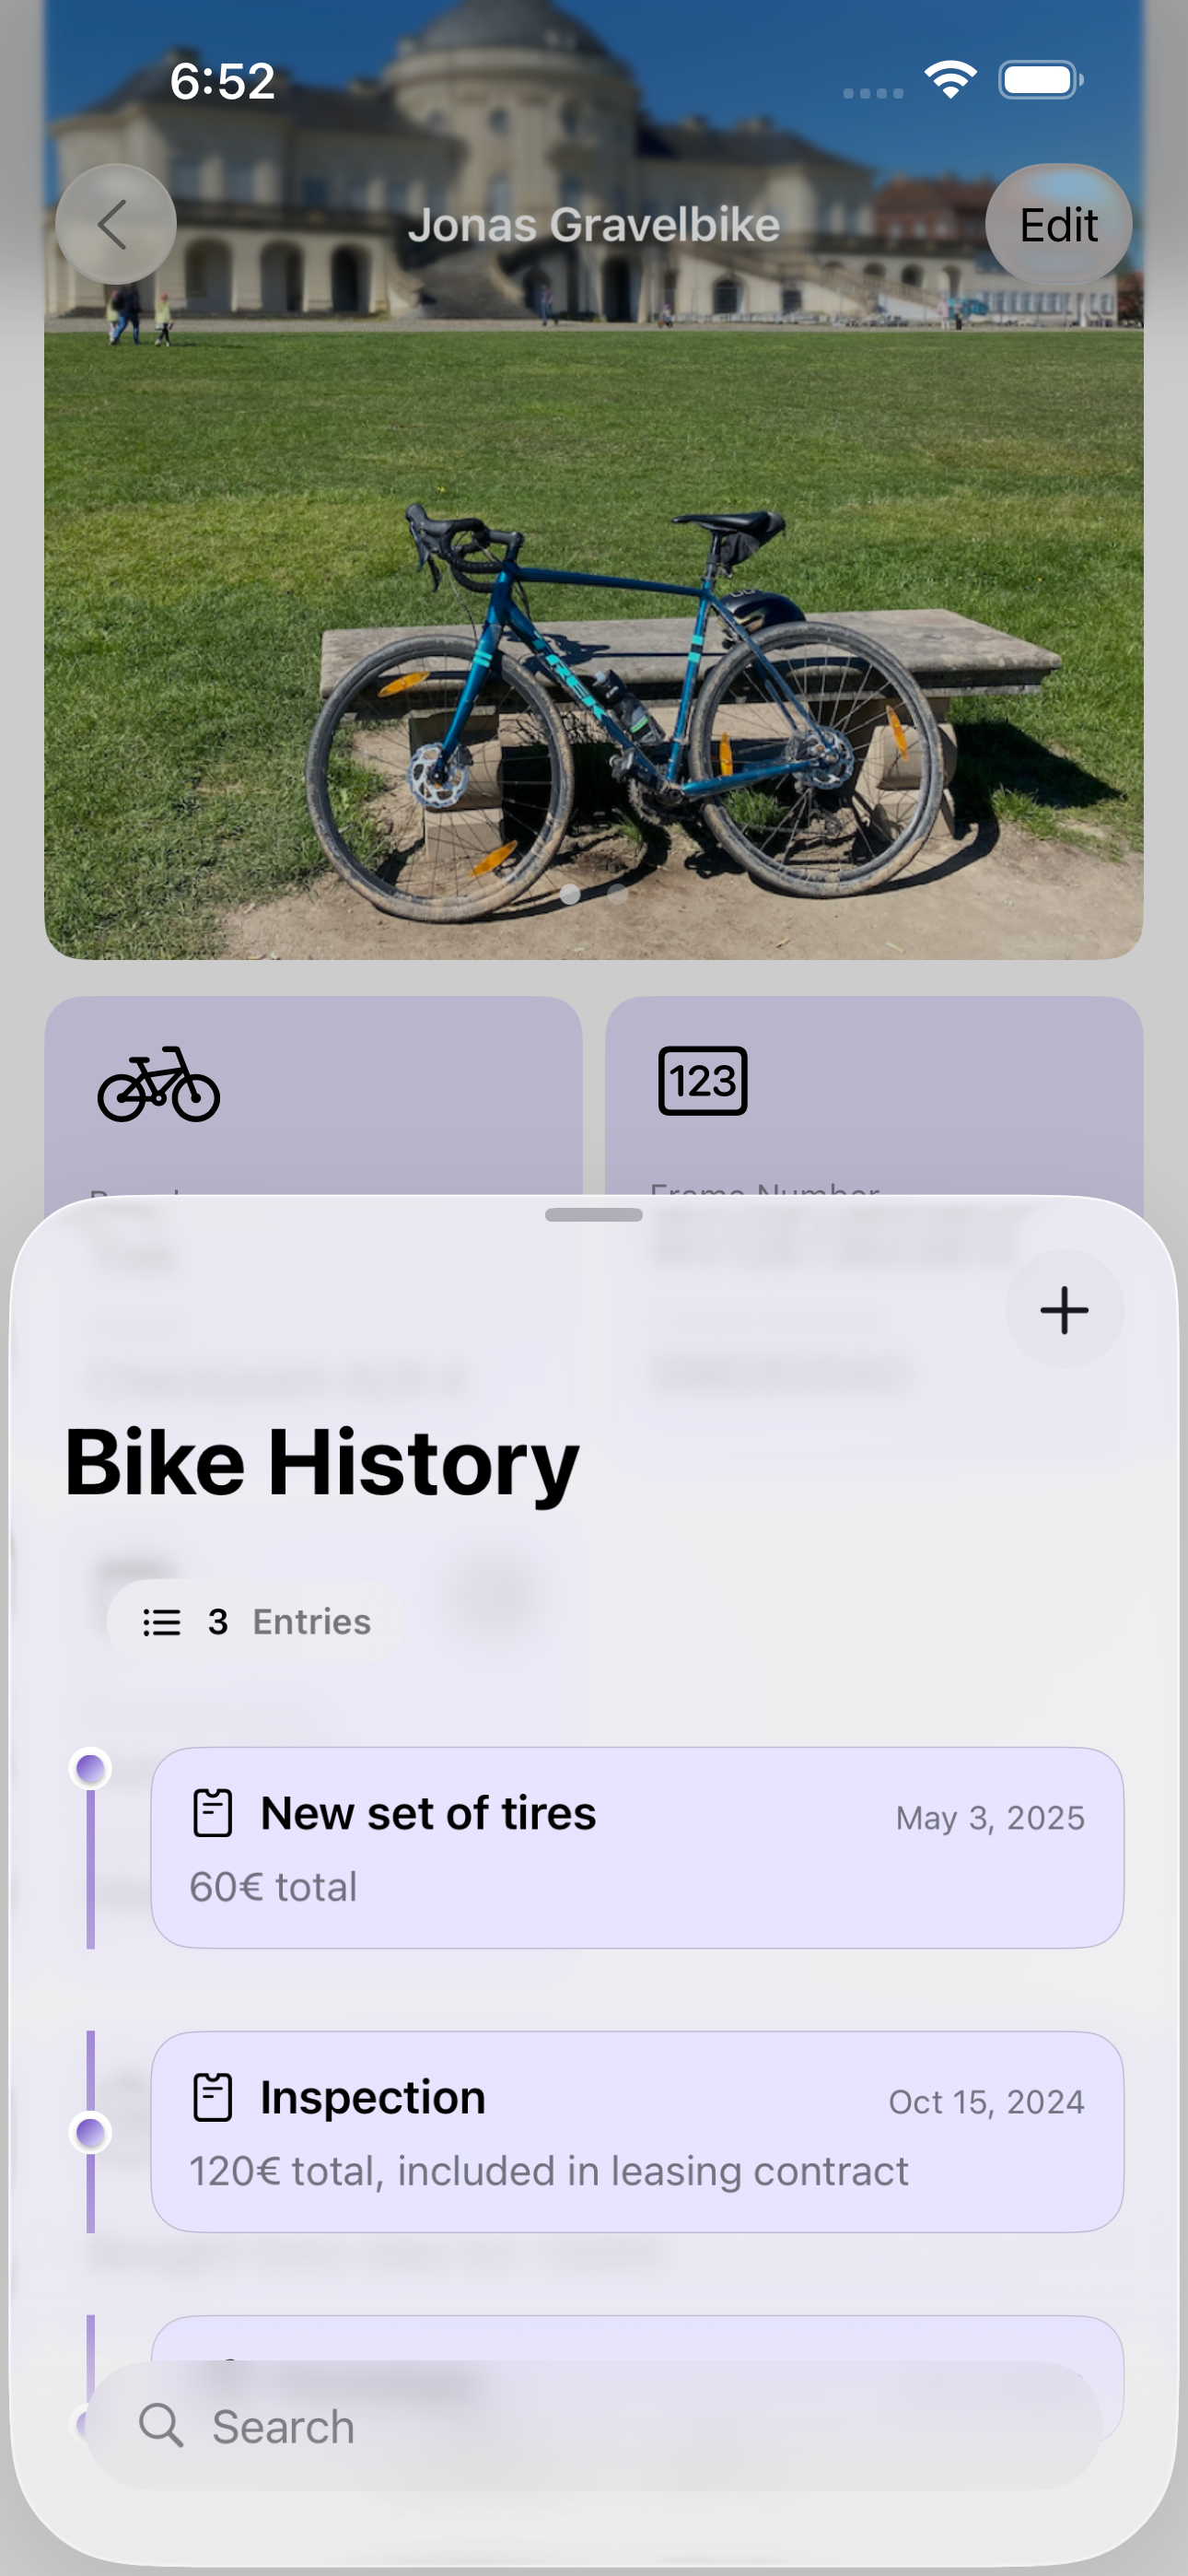 6:52
Jonas Gravelbike
Edit
TREK
123
Frame Number
Bike History
3 Entries
New set of tires
May 3, 2025
60€ total
Inspection
Oct 15, 2024
120€ total, included in leasing contract
Search